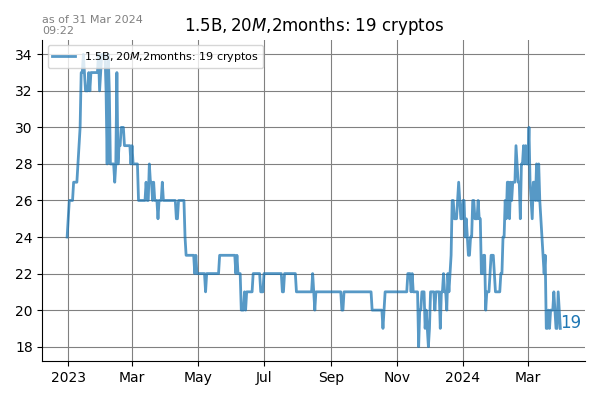 as of 31 Mar 2024
09:22
1.5B, 20M,2months: 19 cryptos
1.5B, 20M,2months: 19 cryptos
34
32
30
28
26
24
22
20
18
19
2023 Mar May Jul Sep Nov 2024 Mar